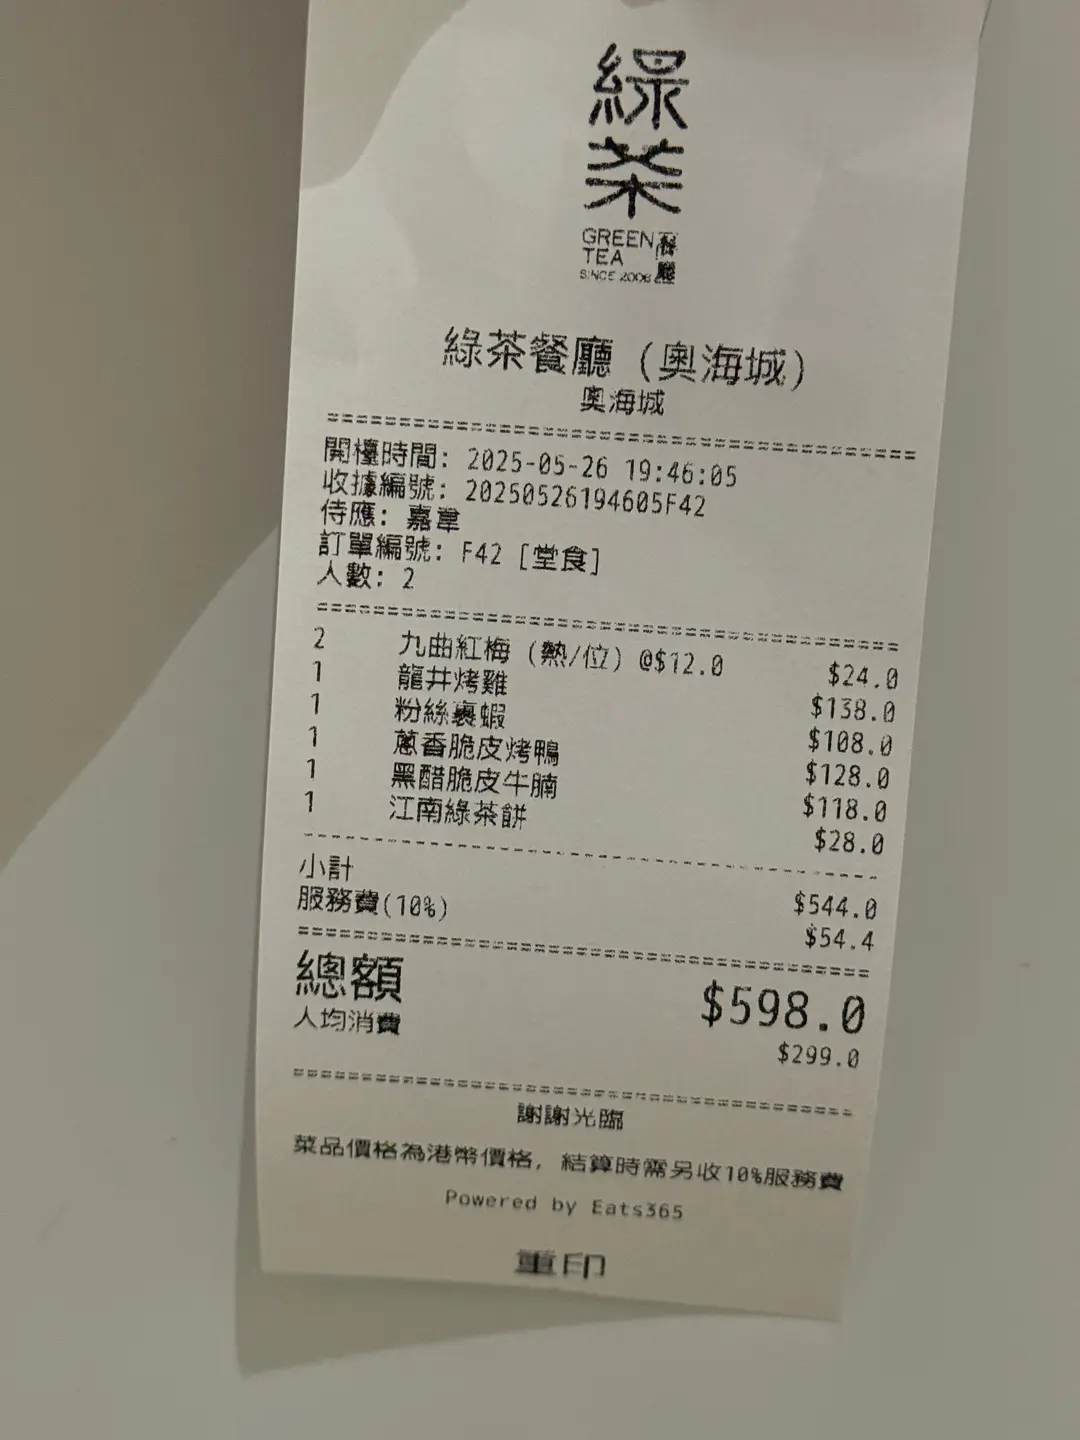 綠茶
GREEN TEA 餐廳
SINCE 2008
綠茶餐廳 (奧海城)
奧海城
開檯時間: 2025-05-26 19:46:05
收據編號: 20250526194605F42
侍應: 嘉韋
訂單編號: F42 [堂食]
人數: 2
2 九曲紅梅 (熱/位) @$12.0 $24.0
1 龍井烤雞 $138.0
1 粉絲裹蝦 $108.0
1 蔥香脆皮烤鴨 $128.0
1 黑醋脆皮牛腩 $118.0
1 江南綠茶餅 $28.0
小計 $544.0
服務費(10%) $54.4
總額 $598.0
人均消費 $299.0
謝謝光臨
菜品價格為港幣價格, 結算時需另收10%服務費
Powered by Eats365
重印